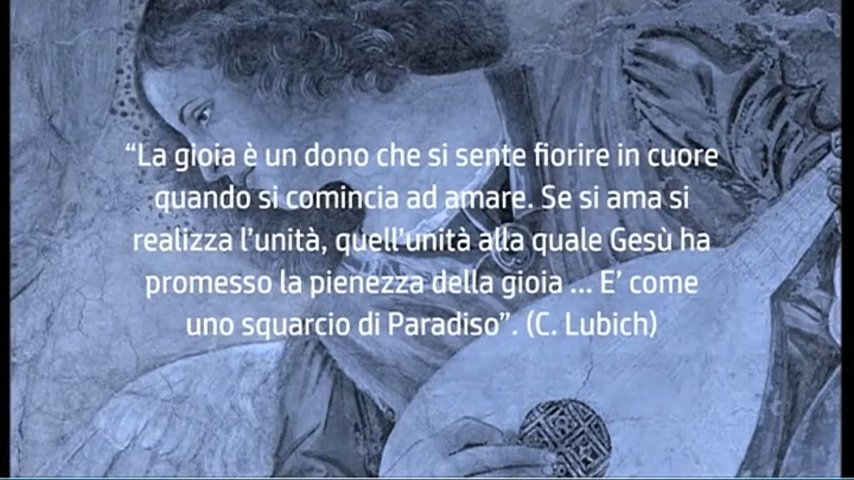 “La gioia è un dono che si sente fiorire in cuore
quando si comincia ad amare. Se si ama si
realizza l’unità, quell’unità alla quale Gesù ha
promesso la pienezza della gioia ... E’ come
uno squarcio di Paradiso”. (C. Lubich)